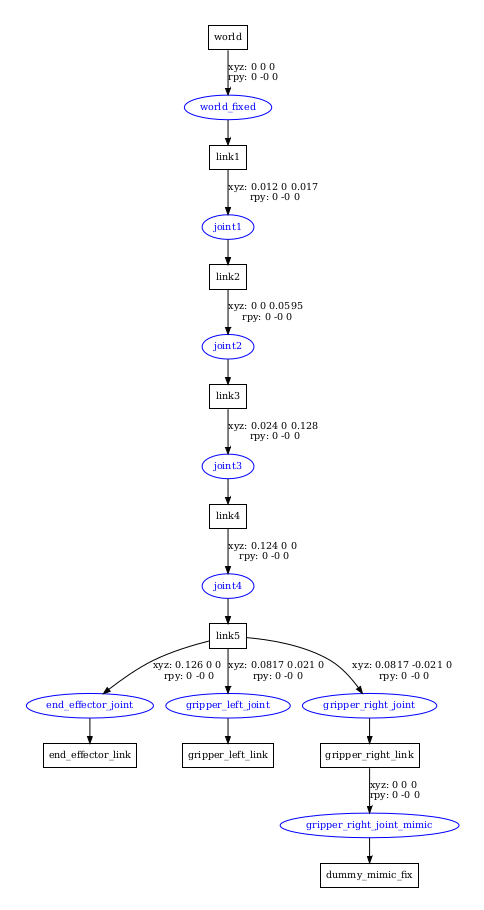 world
xyz: 0 0 0
rpy: 0 -0 0
world_fixed
link1
xyz: 0.012 0 0.017
rpy: 0 -0 0
joint1
link2
xyz: 0 0 0.0595
rpy: 0 -0 0
joint2
link3
xyz: 0.024 0 0.128
rpy: 0 -0 0
joint3
link4
xyz: 0.124 0 0
rpy: 0 -0 0
joint4
link5
xyz: 0.126 0 0
rpy: 0 -0 0
xyz: 0.0817 0.021 0
rpy: 0 -0 0
xyz: 0.0817 -0.021 0
rpy: 0 -0 0
end_effector_joint
gripper_left_joint
gripper_right_joint
end_effector_link
gripper_left_link
gripper_right_link
xyz: 0 0 0
rpy: 0 -0 0
gripper_right_joint_mimic
dummy_mimic_fix